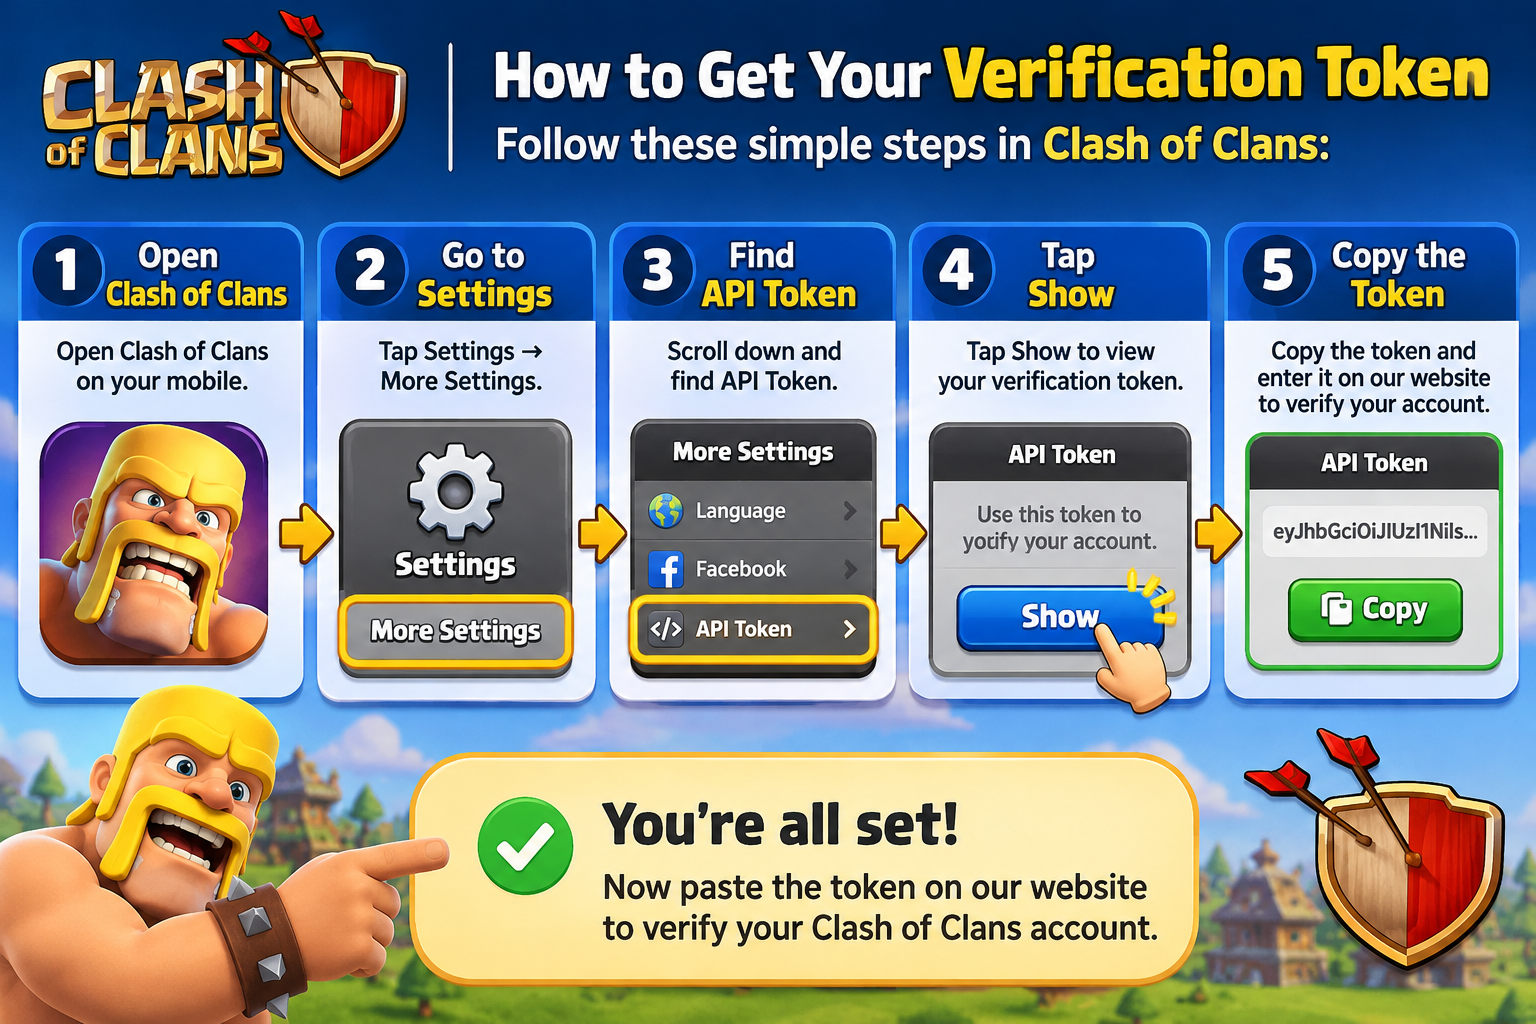 CLASH
of CLANS
How to Get Your Verification Token
Follow these simple steps in Clash of Clans:
1 Open
Clash of Clans
Open Clash of Clans
on your mobile.
2 Go to
Settings
Tap Settings →
More Settings.
Settings
More Settings
3 Find
API Token
Scroll down and
find API Token.
More Settings
Language
Facebook
API Token
4 Tap
Show
Tap Show to view
your verification token.
API Token
Use this token to
your account.
Show
5 Copy the
Token
Copy the token and
enter it on our website
to verify your account.
API Token
Copy
You're all set!
Now paste the token on our website
to verify your Clash of Clans account.